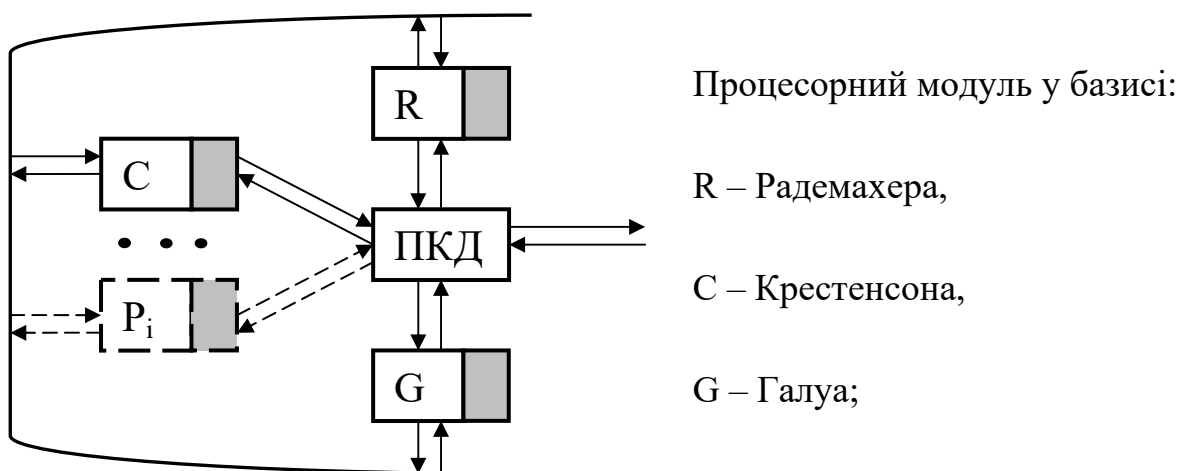 R
Процесорний модуль у базисі:
C
R – Радемахера,
• • •
ПКД
C – Крестенсона,
Pi
G
G – Галуа;